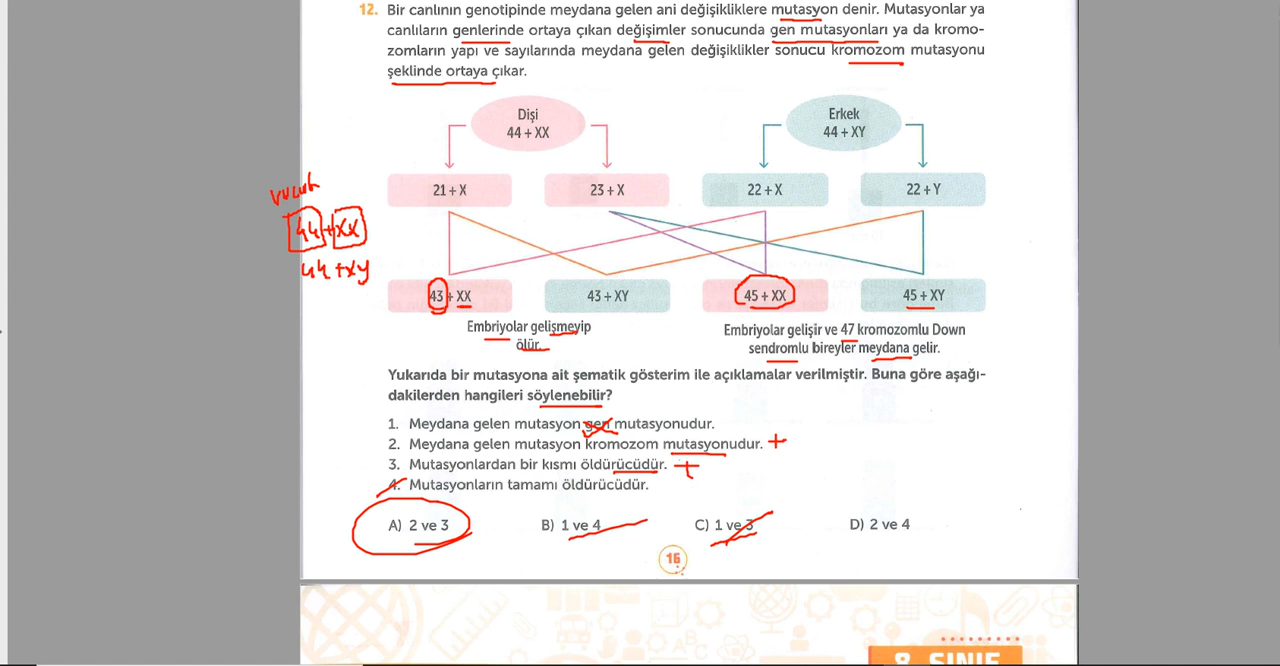 12. Bir canlının genotipinde meydana gelen ani değişikliklere mutasyon denir. Mutasyonlar ya
canlıların genlerinde ortaya çıkan değişimler sonucunda gen mutasyonları ya da kromo-
zomların yapı ve sayılarında meydana gelen değişiklikler sonucu kromozom mutasyonu
şeklinde ortaya çıkar.
Dişi
44 + XX
Erkek
44 + XY
21 + X
23 + X
22 + X
22 + Y
44+XX
44+XY
43 + XX
43 + XY
45 + XX
45 + XY
Embriyolar gelişmeyip
ölür.
Embriyolar gelişir ve 47 kromozomlu Down
sendromlu bireyler meydana gelir.
Yukarıda bir mutasyona ait şematik gösterim ile açıklamalar verilmiştir. Buna göre aşağı-
dakilerden hangileri söylenebilir?
1. Meydana gelen mutasyon gen mutasyonudur.
2. Meydana gelen mutasyon kromozom mutasyonudur. +
3. Mutasyonlardan bir kısmı öldürücüdür. +
4. Mutasyonların tamamı öldürücüdür.
A) 2 ve 3
B) 1 ve 4
C) 1 ve 3
D) 2 ve 4
16
8. SINIF